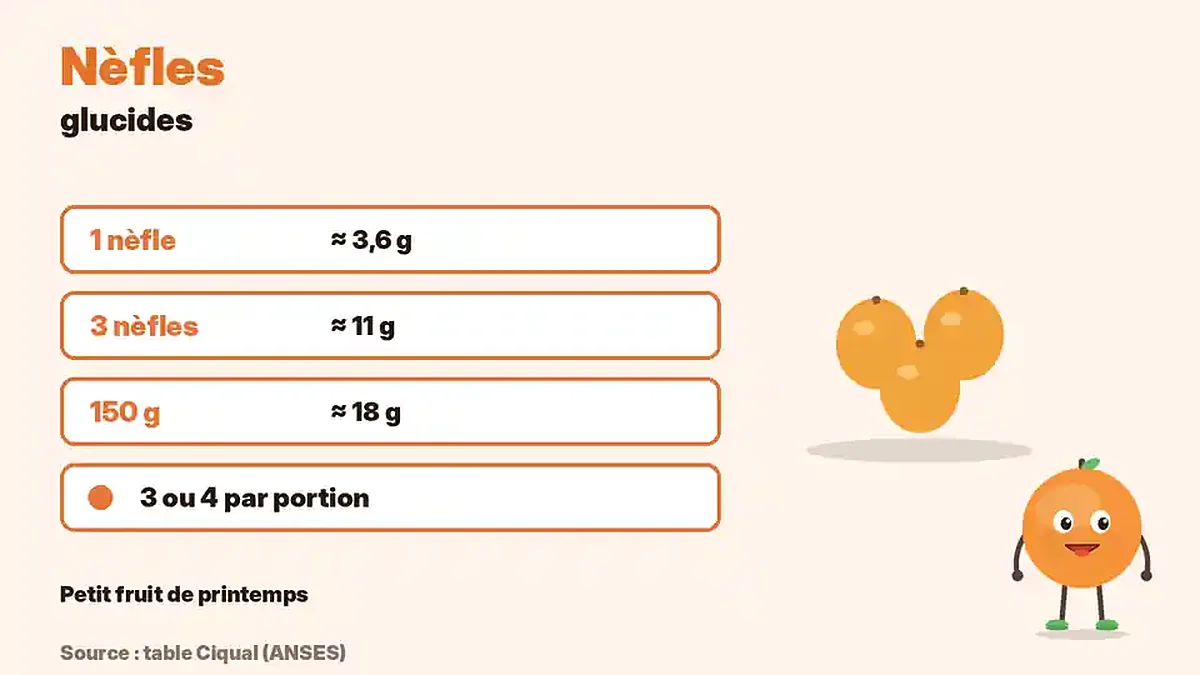 Nèfles
glucides
1 nèfle ≈ 3,6 g
3 nèfles ≈ 11 g
150 g ≈ 18 g
3 ou 4 par portion
Petit fruit de printemps
Source : table Ciqual (ANSES)